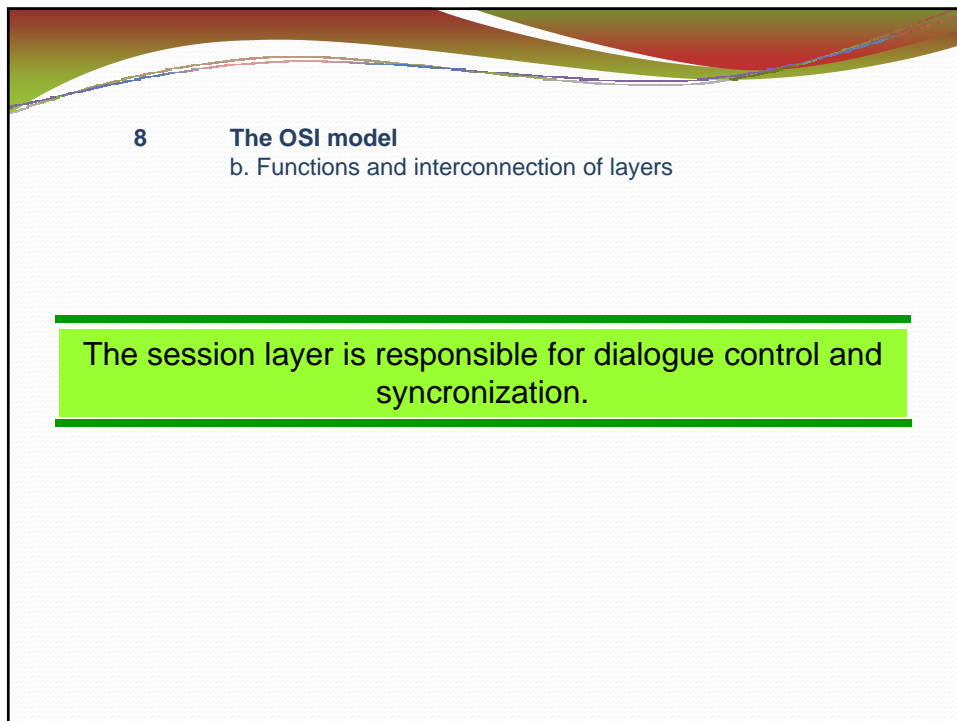 8 The OSI model
b. Functions and interconnection of layers
The session layer is responsible for dialogue control and
syncronization.